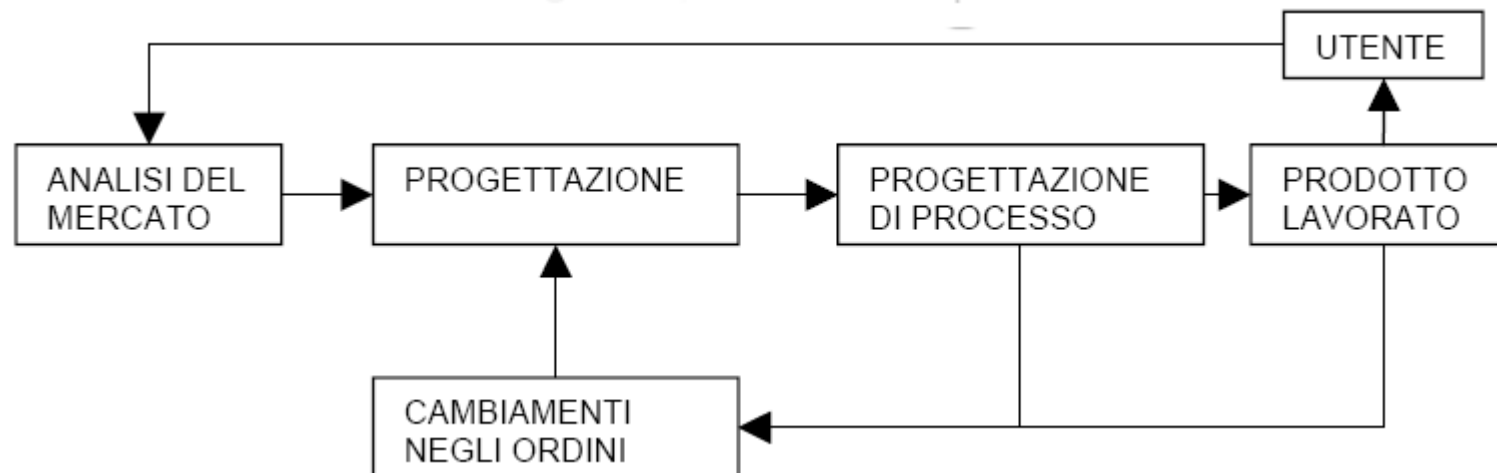 UTENTE
ANALISI DEL
MERCATO
PROGETTAZIONE
PROGETTAZIONE
DI PROCESSO
PRODOTTO
LAVORATO
CAMBIAMENTI
NEGLI ORDINI